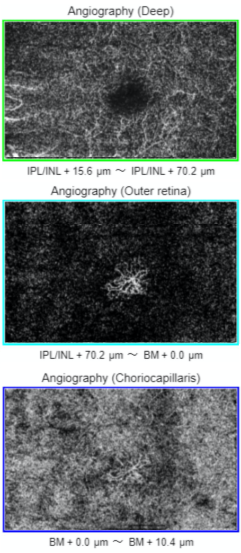 Angiography (Deep)
IPL/INL + 15.6 μm ～ IPL/INL + 70.2 μm
Angiography (Outer retina)
IPL/INL + 70.2 μm ～ BM + 0.0 μm
Angiography (Choriocapillaris)
BM + 0.0 μm ～ BM + 10.4 μm